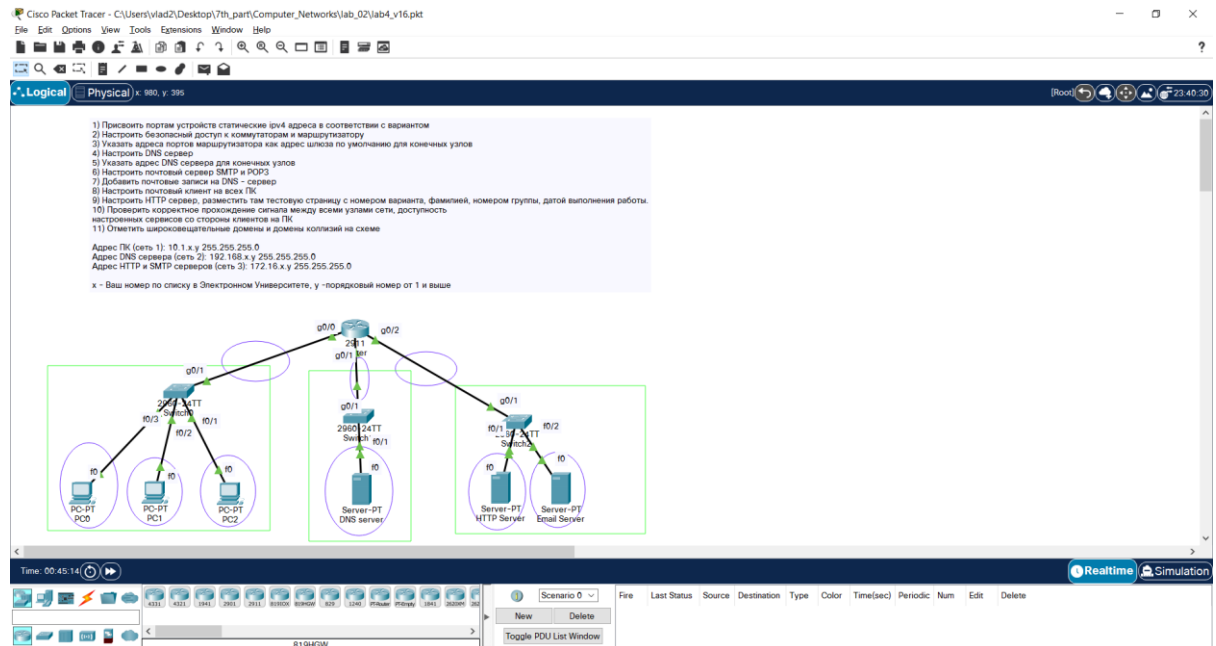 Cisco Packet Tracer - C:\Users\vlad2\Desktop\7th_part\Computer_Networks\lab_02\lab4_v16.pkt
File Edit Options View Tools Extensions Window Help
?
Logical Physical x: 980, y: 395 [Root] 23:40:30
1) Присвоить портам устройств статические ipv4 адреса в соответствии с вариантом
2) Настроить безопасный доступ к коммутаторам и маршрутизатору
3) Указать адреса портов маршрутизатора как адрес шлюза по умолчанию для конечных узлов
4) Настроить DNS сервер
5) Указать адрес DNS сервера для конечных узлов
6) Настроить почтовый сервер SMTP и POP3
7) Добавить почтовые записи на DNS - сервер
8) Настроить почтовый клиент на всех ПК
9) Настроить HTTP сервер, разместить там тестовую страницу с номером варианта, фамилией, номером группы, датой выполнения работы.
10) Проверить корректное прохождение сигнала между всеми узлами сети, доступность
настроенных сервисов со стороны клиентов на ПК
11) Отметить широковещательные домены и домены коллизий на схеме
Адрес ПК (сеть 1): 10.1.x.y 255.255.255.0
Адрес DNS сервера (сеть 2): 192.168.x.y 255.255.255.0
Адрес HTTP и SMTP серверов (сеть 3): 172.16.x.y 255.255.255.0
x - Ваш номер по списку в Электронном Университете, y -порядковый номер от 1 и выше
g0/0 g0/2
2911
g0/1
g0/1
2960-24TT
Switch0
f0/3 f0/1
f0/2
g0/1
2960-24TT
Switch1
f0/1
g0/1
f0/1 f0/2
Switch2
f0 f0 f0 f0 f0 f0
PC-PT
PC0
PC-PT
PC1
PC-PT
PC2
Server-PT
DNS server
Server-PT
HTTP Server
Server-PT
Email Server
Time: 00:45:14 Realtime Simulation
4331 4321 1941 2901 2911 819IOX 819HGW 829 1240 PT-Router PT-Empty 1841 2620XM
819HGW
Scenario 0
New Delete
Toggle PDU List Window
Fire Last Status Source Destination Type Color Time(sec) Periodic Num Edit Delete